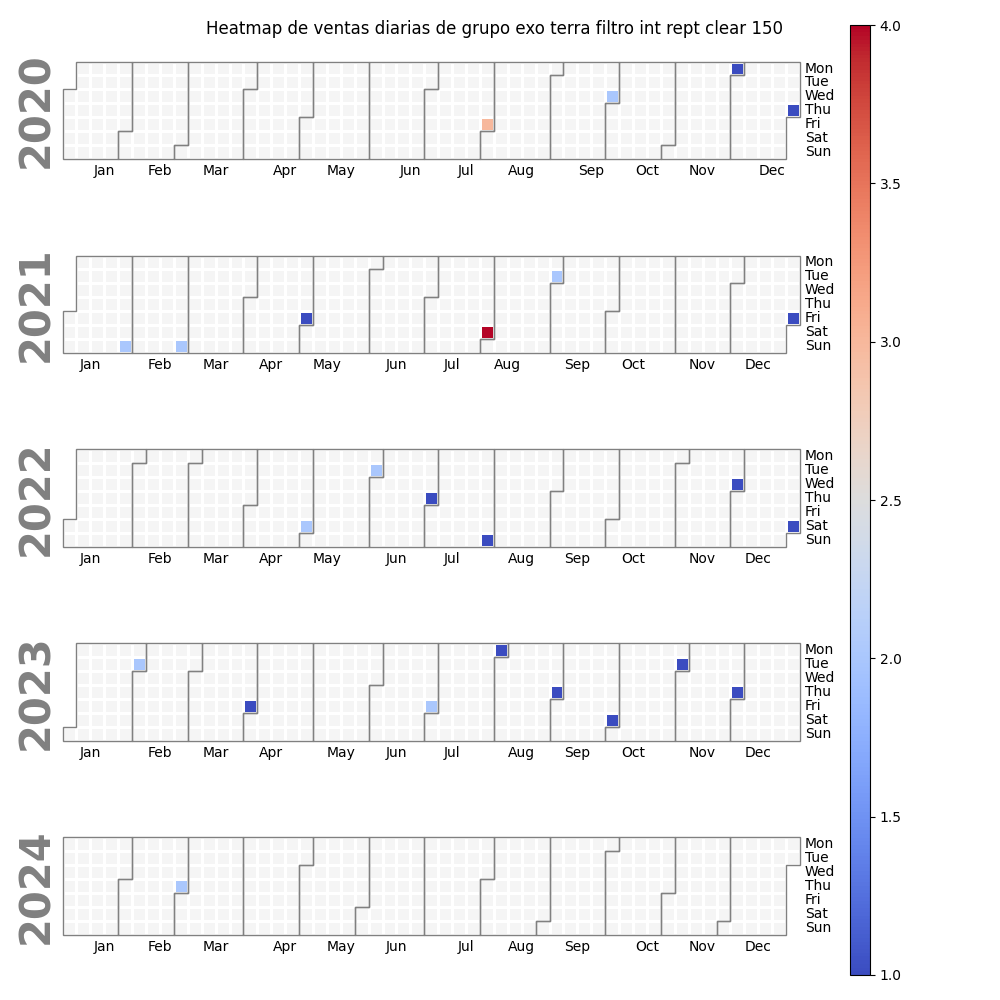 Heatmap de ventas diarias de grupo exo terra filtro int rept clear 150
2020
Mon
Tue
Wed
Thu
Fri
Sat
Sun
Jan Feb Mar Apr May Jun Jul Aug Sep Oct Nov Dec
2021
Mon
Tue
Wed
Thu
Fri
Sat
Sun
Jan Feb Mar Apr May Jun Jul Aug Sep Oct Nov Dec
2022
Mon
Tue
Wed
Thu
Fri
Sat
Sun
Jan Feb Mar Apr May Jun Jul Aug Sep Oct Nov Dec
2023
Mon
Tue
Wed
Thu
Fri
Sat
Sun
Jan Feb Mar Apr May Jun Jul Aug Sep Oct Nov Dec
2024
Mon
Tue
Wed
Thu
Fri
Sat
Sun
Jan Feb Mar Apr May Jun Jul Aug Sep Oct Nov Dec
4.0
3.5
3.0
2.5
2.0
1.5
1.0